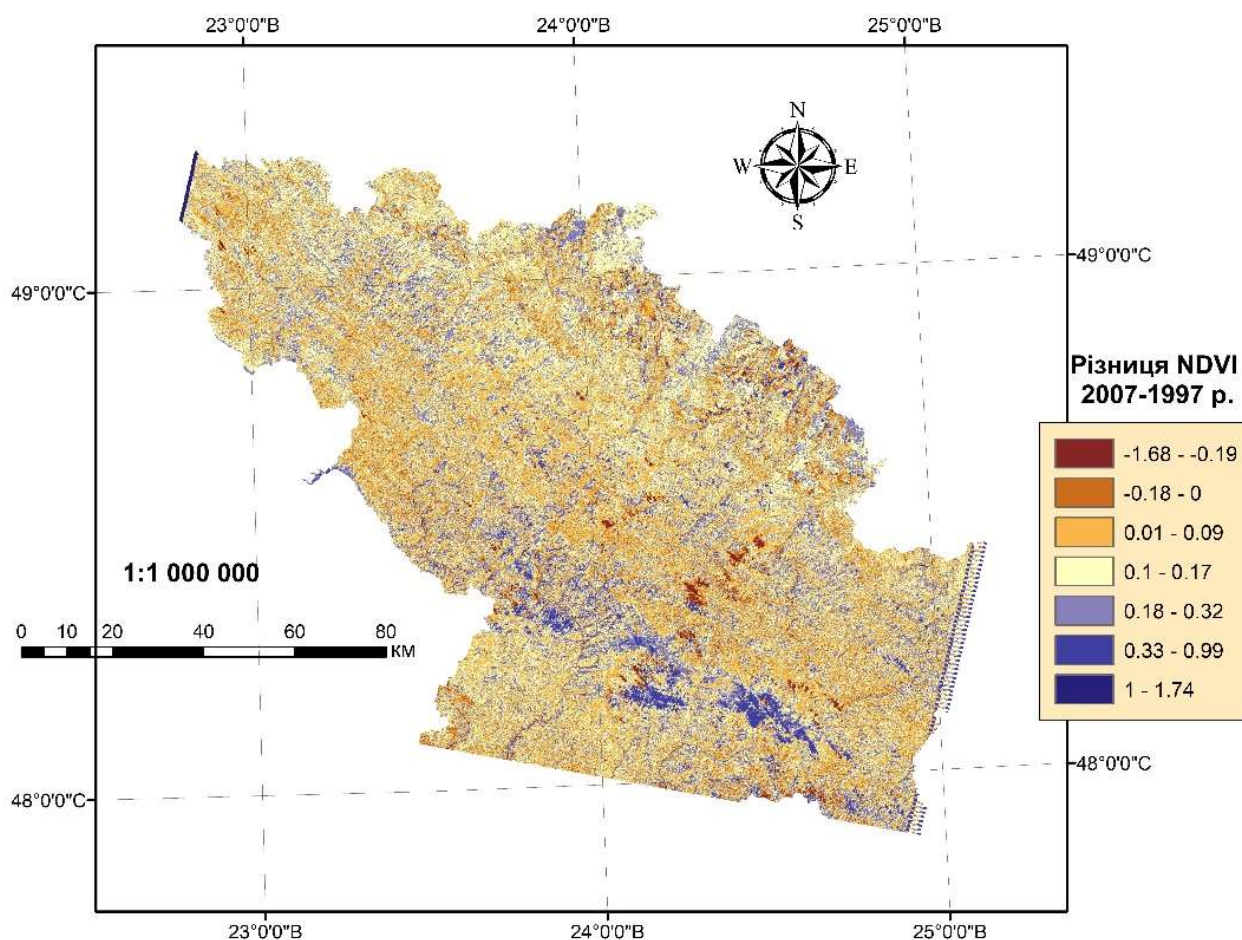 23°0'0"В 24°0'0"В 25°0'0"В
N
W E
S
49°0'0"С
49°0'0"С
Різниця NDVI
2007-1997 р.
-1.68 - -0.19
-0.18 - 0
0.01 - 0.09
0.1 - 0.17
0.18 - 0.32
0.33 - 0.99
1 - 1.74
1:1 000 000
0 10 20 40 60 80
КМ
48°0'0"С
48°0'0"С
23°0'0"В 24°0'0"В 25°0'0"В